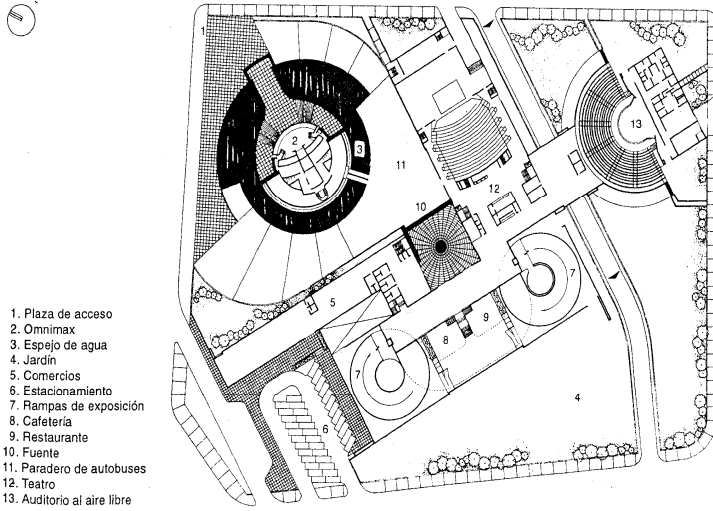 1
2
3
11
13
12
10
5
7
9
8
7
4
6
1. Plaza de acceso
2. Omnimax
3. Espejo de agua
4. Jardín
5. Comercios
6. Estacionamiento
7. Rampas de exposición
8. Cafetería
9. Restaurante
10. Fuente
11. Paradero de autobuses
12. Teatro
13. Auditorio al aire libre